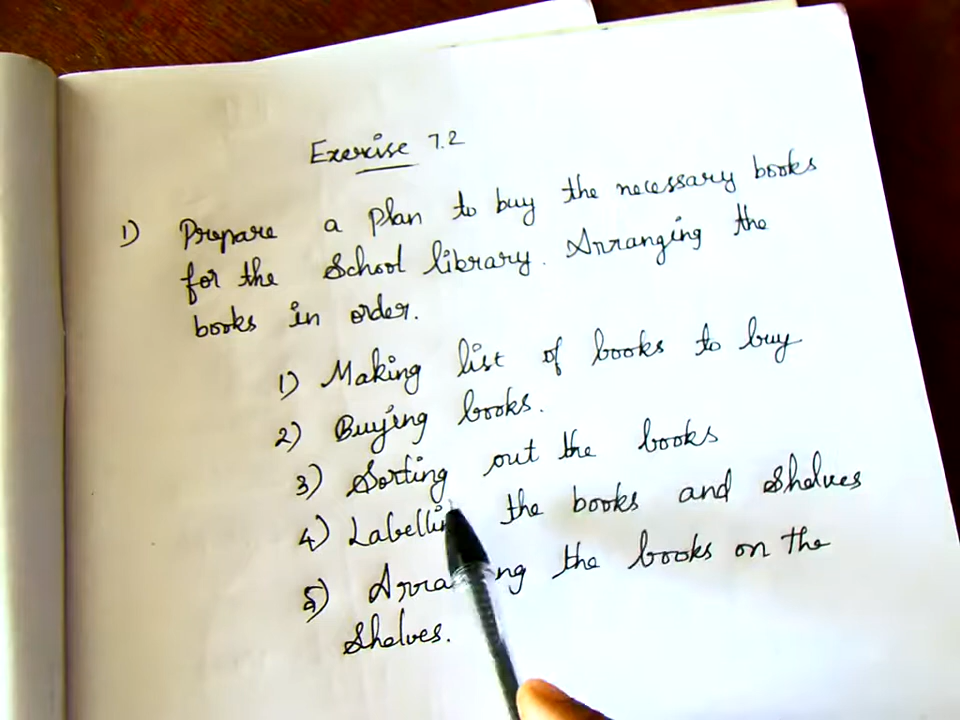 Exercise 7.2
1) Prepare a plan to buy the necessary books
for the School library. Arranging the
books in order.
1) Making list of books to buy
2) Buying books.
3) Sorting out the books
4) Labelling the books and Shelves
5) Arranging the books on the
Shelves.